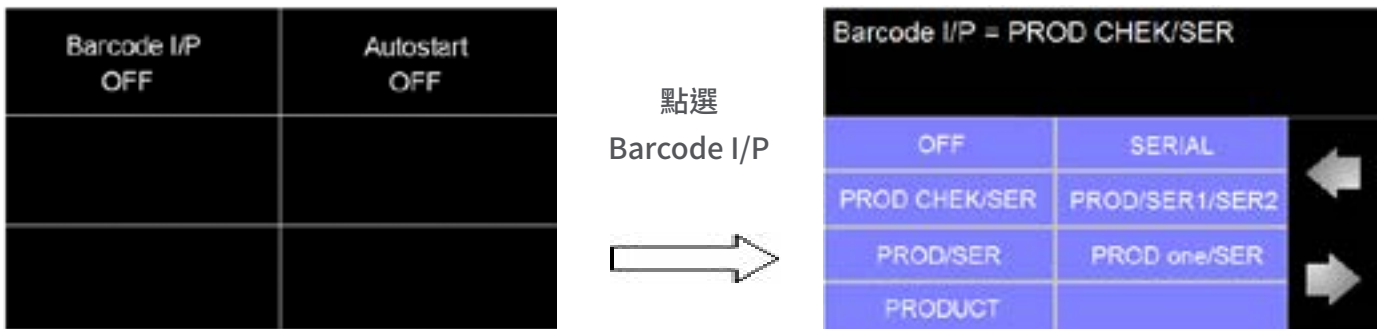 Barcode I/P
OFF
Autostart
OFF
點選
Barcode I/P
Barcode I/P = PROD CHEK/SER
OFF
SERIAL
PROD CHEK/SER
PROD/SER1/SER2
PROD/SER
PROD one/SER
PRODUCT